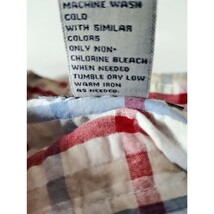 MACHINE WASH
COLD
WITH SIMILAR
COLORS
ONLY NON-
CHLORINE BLEACH
WHEN NEEDED
TUMBLE DRY LOW
WARM IRON
AS NEEDED.